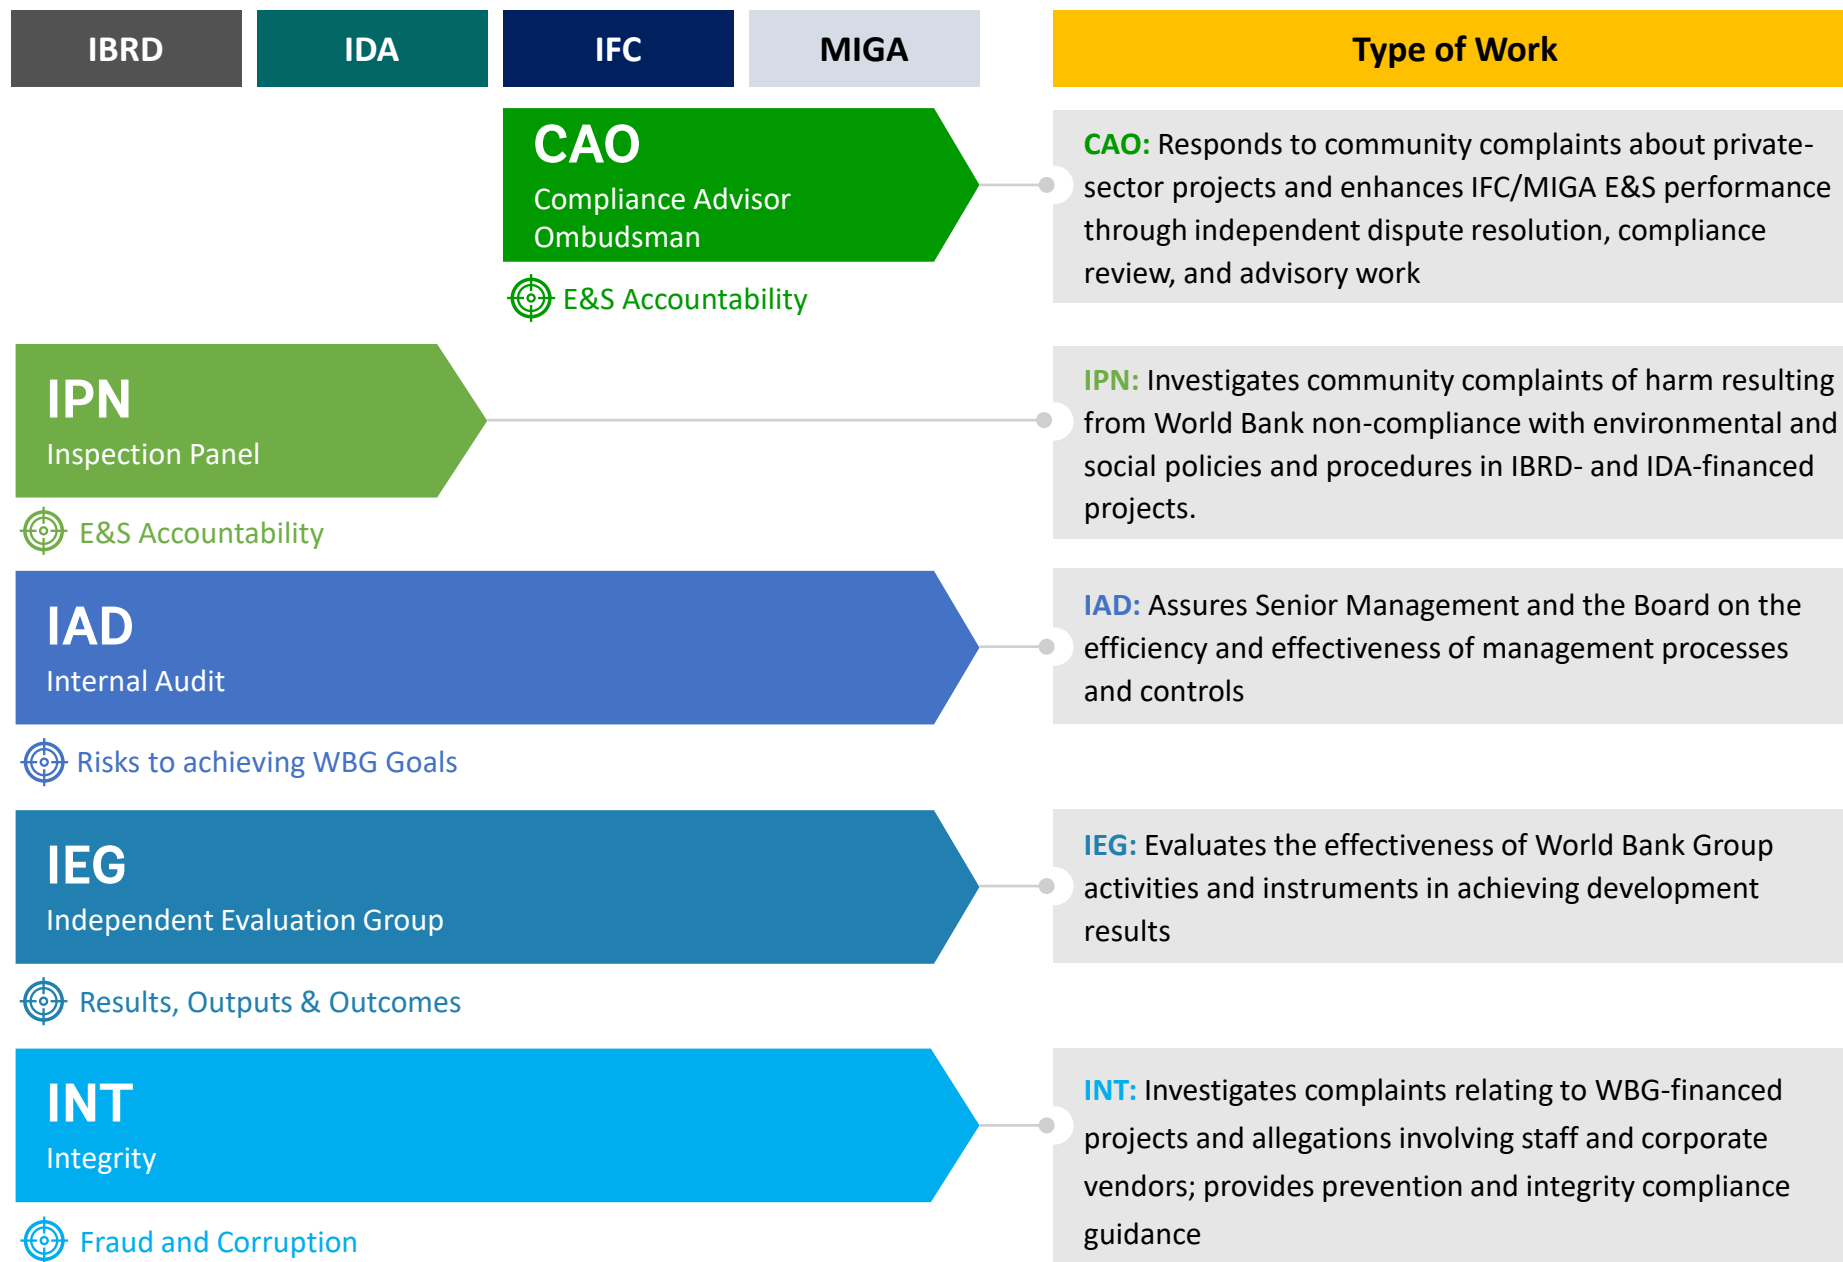 IBRD
IDA
IFC
MIGA
Type of Work
CAO
Compliance Advisor
Ombudsman
E&S Accountability
CAO: Responds to community complaints about private-
sector projects and enhances IFC/MIGA E&S performance
through independent dispute resolution, compliance
review, and advisory work
IPN
Inspection Panel
E&S Accountability
IPN: Investigates community complaints of harm resulting
from World Bank non-compliance with environmental and
social policies and procedures in IBRD- and IDA-financed
projects.
IAD
Internal Audit
Risks to achieving WBG Goals
IAD: Assures Senior Management and the Board on the
efficiency and effectiveness of management processes
and controls
IEG
Independent Evaluation Group
Results, Outputs & Outcomes
IEG: Evaluates the effectiveness of World Bank Group
activities and instruments in achieving development
results
INT
Integrity
Fraud and Corruption
INT: Investigates complaints relating to WBG-financed
projects and allegations involving staff and corporate
vendors; provides prevention and integrity compliance
guidance